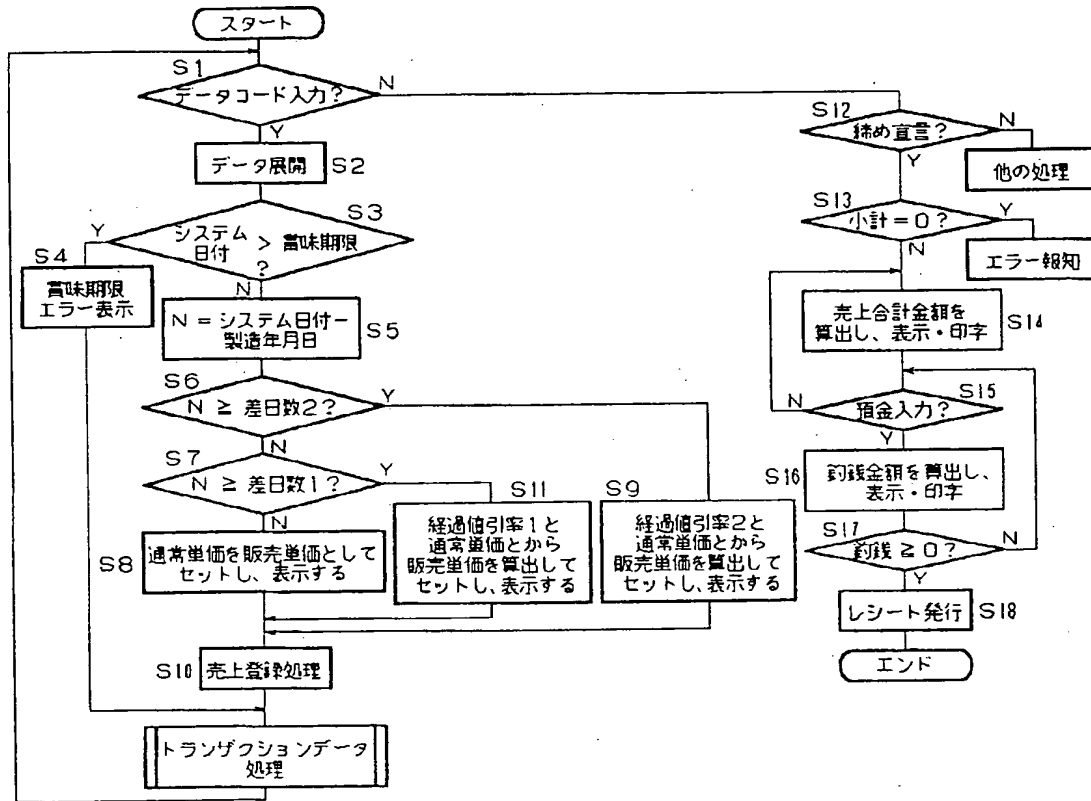 スタート
S1
データコード入力?
Y
N
データ展開
S2
S3
システム
日付
> 賞味期限
?
Y
N
S4
賞味期限
エラー表示
N=システム日付−
製造年月日
S5
S6
N ≧ 差日数2?
Y
N
S7
N ≧ 差日数1?
Y
N
S8
通常単価を販売単価として
セットし、表示する
S11
経過値引率1と
通常単価とから
販売単価を算出して
セットし、表示する
S9
経過値引率2と
通常単価とから
販売単価を算出して
セットし、表示する
S10
売上登録処理
トランザクションデータ
処理
S12
締め宣言?
N
Y
他の処理
S13
小計=0?
Y
N
エラー報知
売上合計金額を
算出し、表示・印字
S14
S15
預金入力?
N
Y
S16
釣銭金額を算出し、
表示・印字
S17
釣銭≧0?
N
Y
レシート発行
S18
エンド